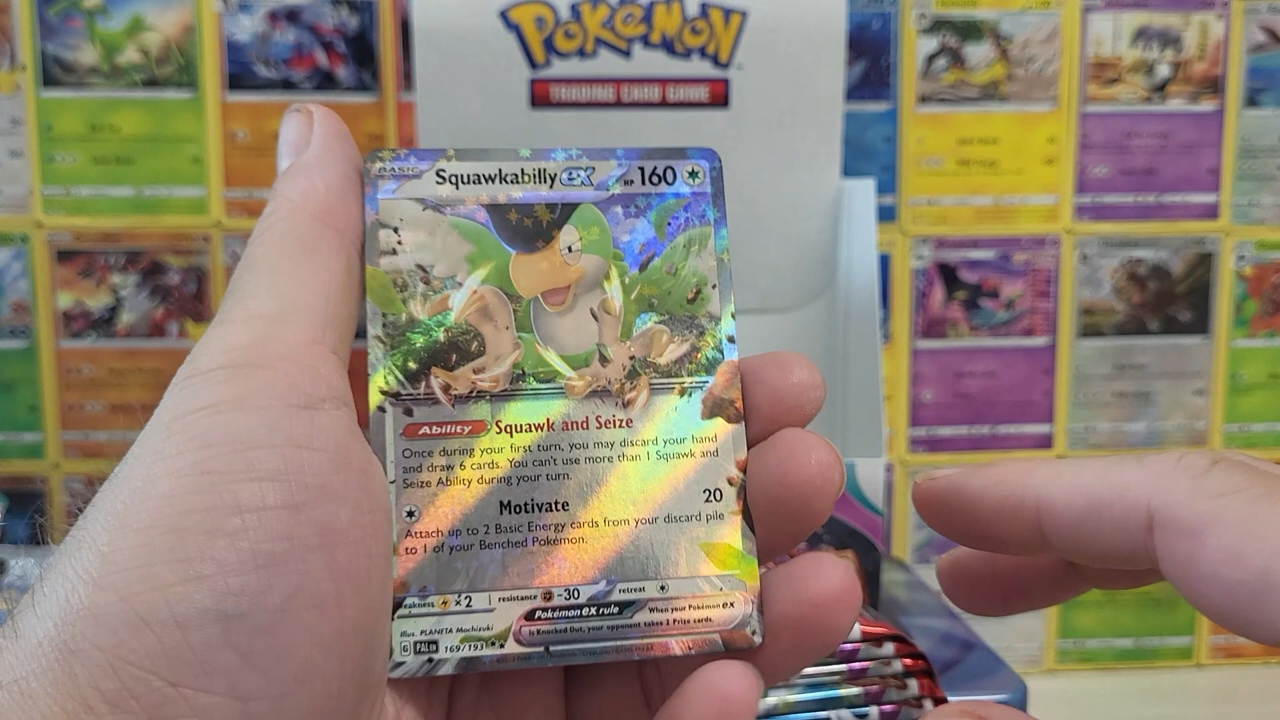 POKéMON
TRADING CARD GAME
BASIC Squawkabilly ex HP 160
Ability Squawk and Seize
Once during your first turn, you may discard your hand
and draw 6 cards. You can't use more than 1 Squawk and
Seize Ability during your turn.
Motivate 20
Attach up to 2 Basic Energy cards from your discard pile
to 1 of your Benched Pokémon.
weakness ×2 resistance -30 retreat
Pokémon ex rule When your Pokémon ex
is Knocked Out, your opponent takes 2 Prize cards.
Illus. PLANETA Mochizuki
G PAL EN 169/193